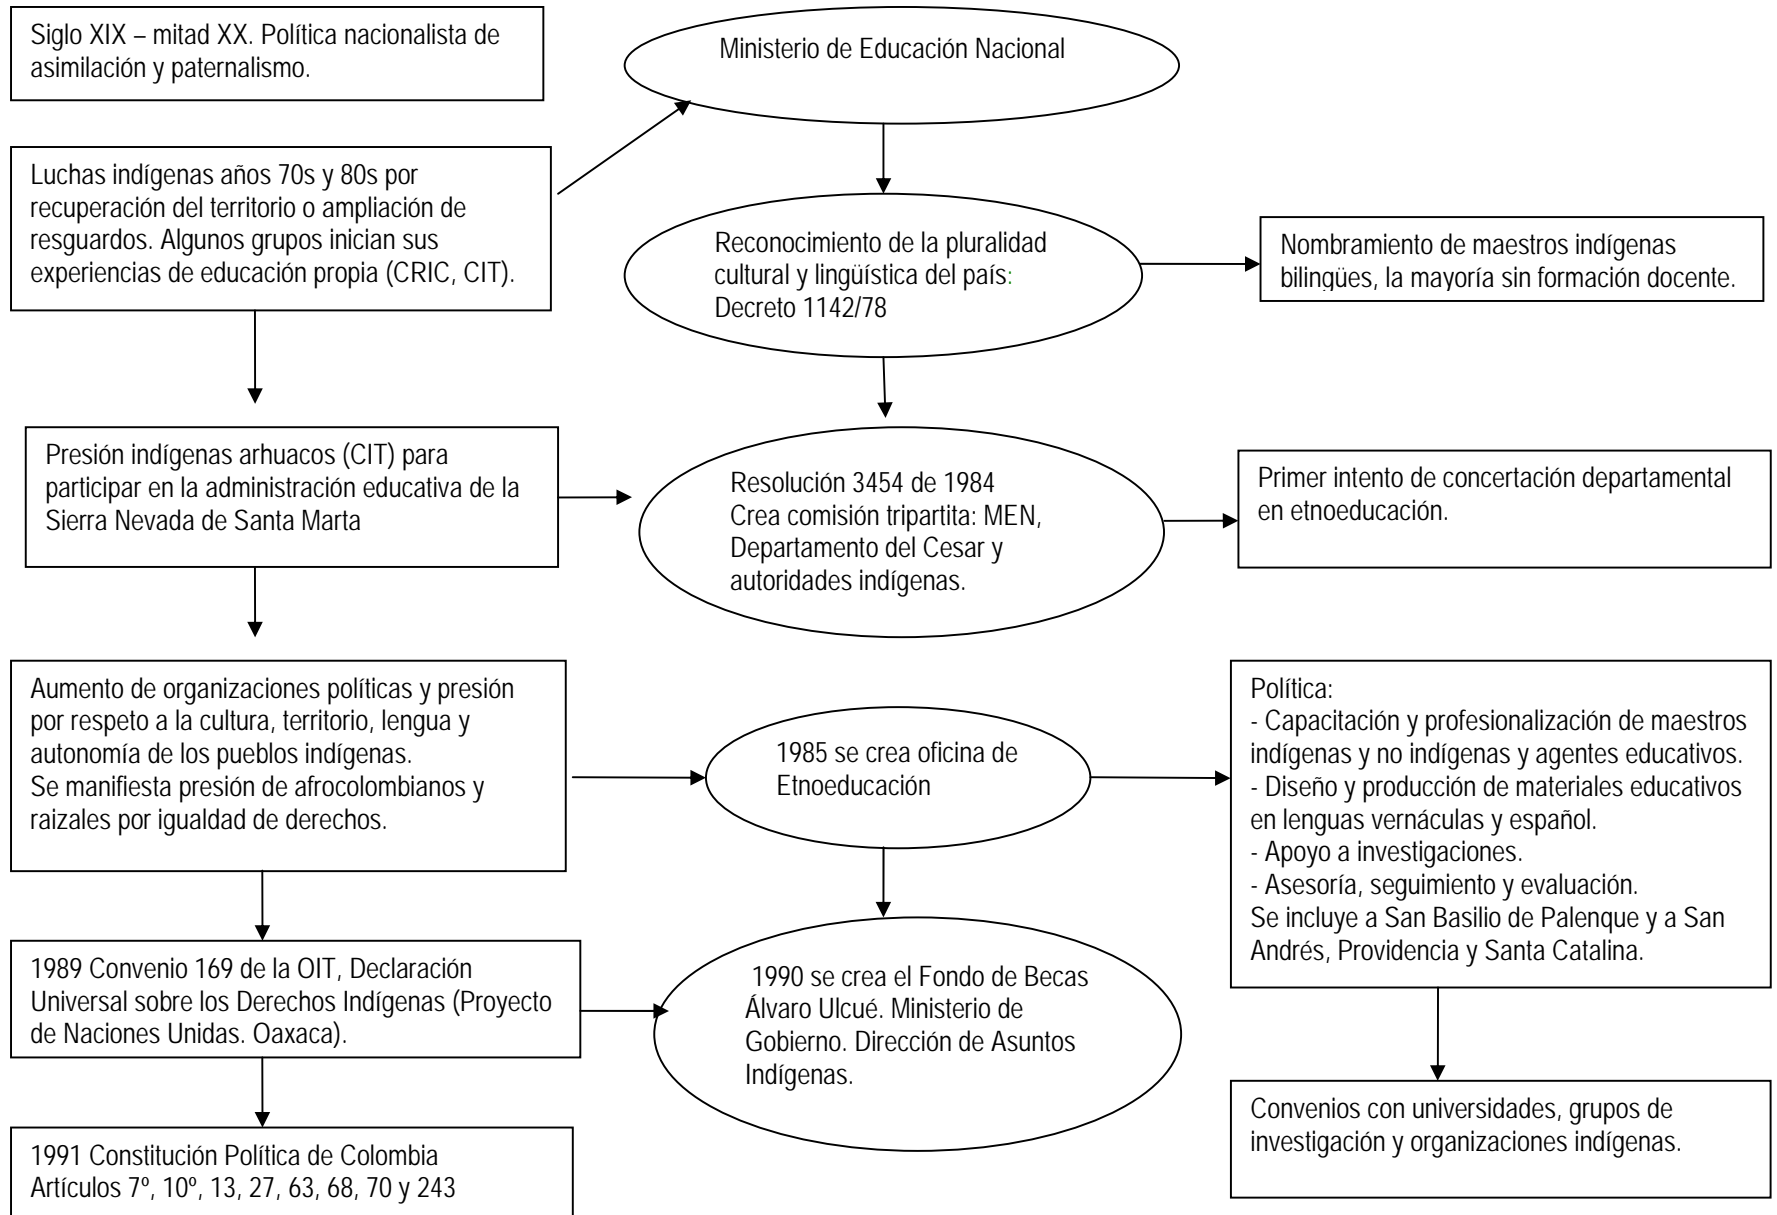 Siglo XIX – mitad XX. Política nacionalista de
asimilación y paternalismo.
Ministerio de Educación Nacional
Luchas indígenas años 70s y 80s por
recuperación del territorio o ampliación de
resguardos. Algunos grupos inician sus
experiencias de educación propia (CRIC, CIT).
Reconocimiento de la pluralidad
cultural y lingüística del país:
Decreto 1142/78
Nombramiento de maestros indígenas
bilingües, la mayoría sin formación docente.
Presión indígenas arhuacos (CIT) para
participar en la administración educativa de la
Sierra Nevada de Santa Marta
Resolución 3454 de 1984
Crea comisión tripartita: MEN,
Departamento del Cesar y
autoridades indígenas.
Primer intento de concertación departamental
en etnoeducación.
Aumento de organizaciones políticas y presión
por respeto a la cultura, territorio, lengua y
autonomía de los pueblos indígenas.
Se manifiesta presión de afrocolombianos y
raizales por igualdad de derechos.
1985 se crea oficina de
Etnoeducación
Política:
- Capacitación y profesionalización de maestros
indígenas y no indígenas y agentes educativos.
- Diseño y producción de materiales educativos
en lenguas vernáculas y español.
- Apoyo a investigaciones.
- Asesoría, seguimiento y evaluación.
Se incluye a San Basilio de Palenque y a San
Andrés, Providencia y Santa Catalina.
1989 Convenio 169 de la OIT, Declaración
Universal sobre los Derechos Indígenas (Proyecto
de Naciones Unidas. Oaxaca).
1990 se crea el Fondo de Becas
Álvaro Ulcué. Ministerio de
Gobierno. Dirección de Asuntos
Indígenas.
Convenios con universidades, grupos de
investigación y organizaciones indígenas.
1991 Constitución Política de Colombia
Artículos 7º, 10º, 13, 27, 63, 68, 70 y 243